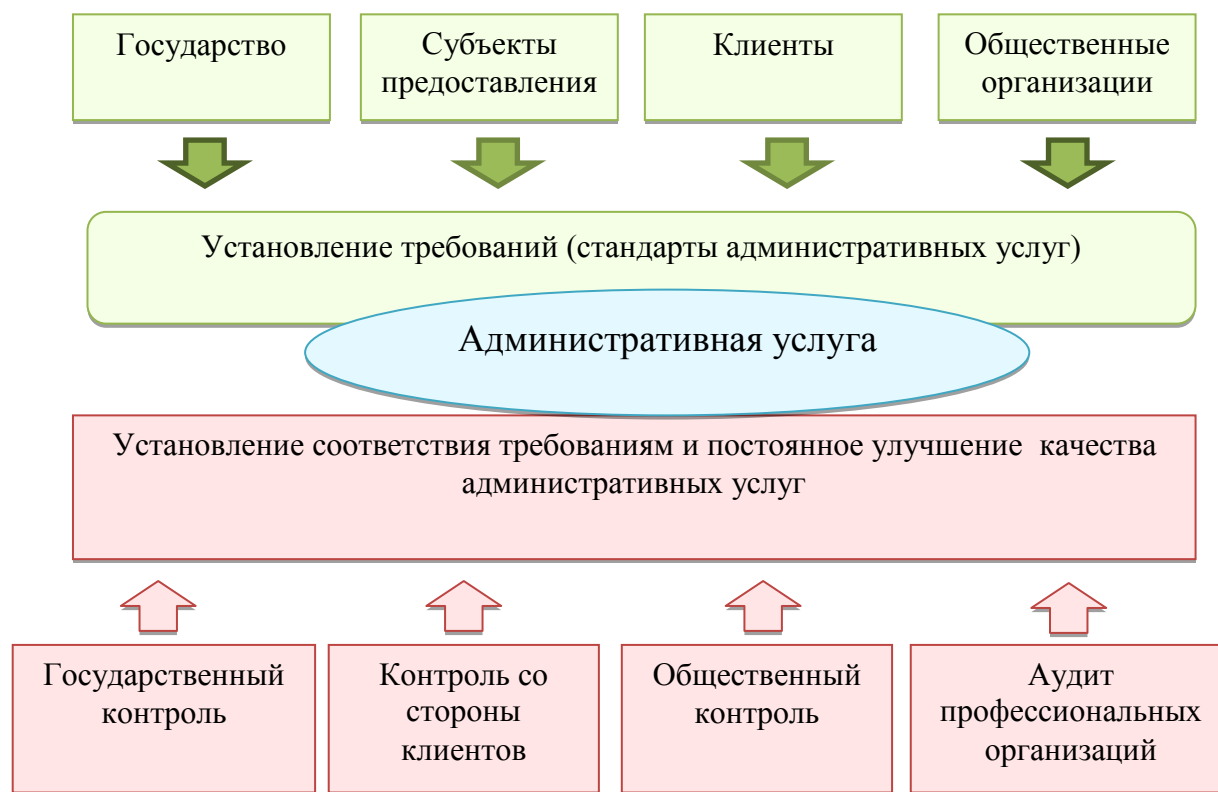 Государство
Субъекты
предоставления
Клиенты
Общественные
организации
Установление требований (стандарты административных услуг)
Административная услуга
Установление соответствия требованиям и постоянное улучшение качества
административных услуг
Государственный
контроль
Контроль со
стороны
клиентов
Общественный
контроль
Аудит
профессиональных
организаций